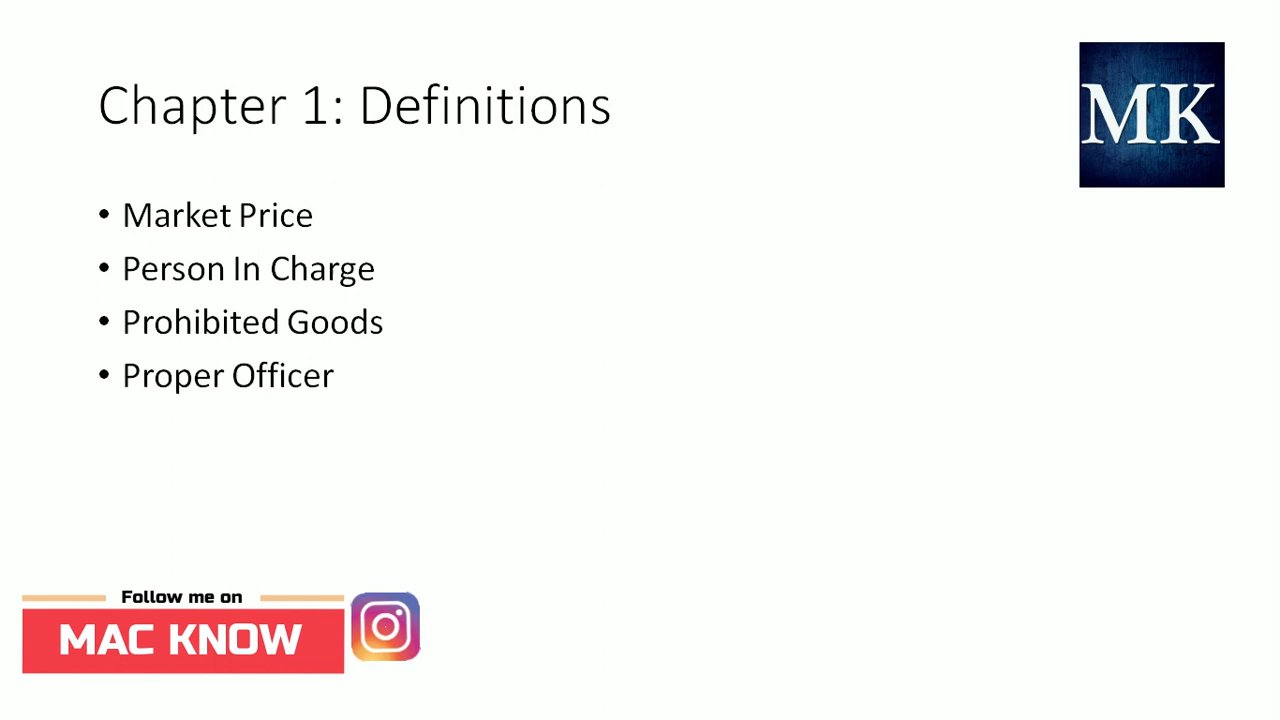 Chapter 1: Definitions
MK
• Market Price
• Person In Charge
• Prohibited Goods
• Proper Officer
Follow me on
MAC KNOW